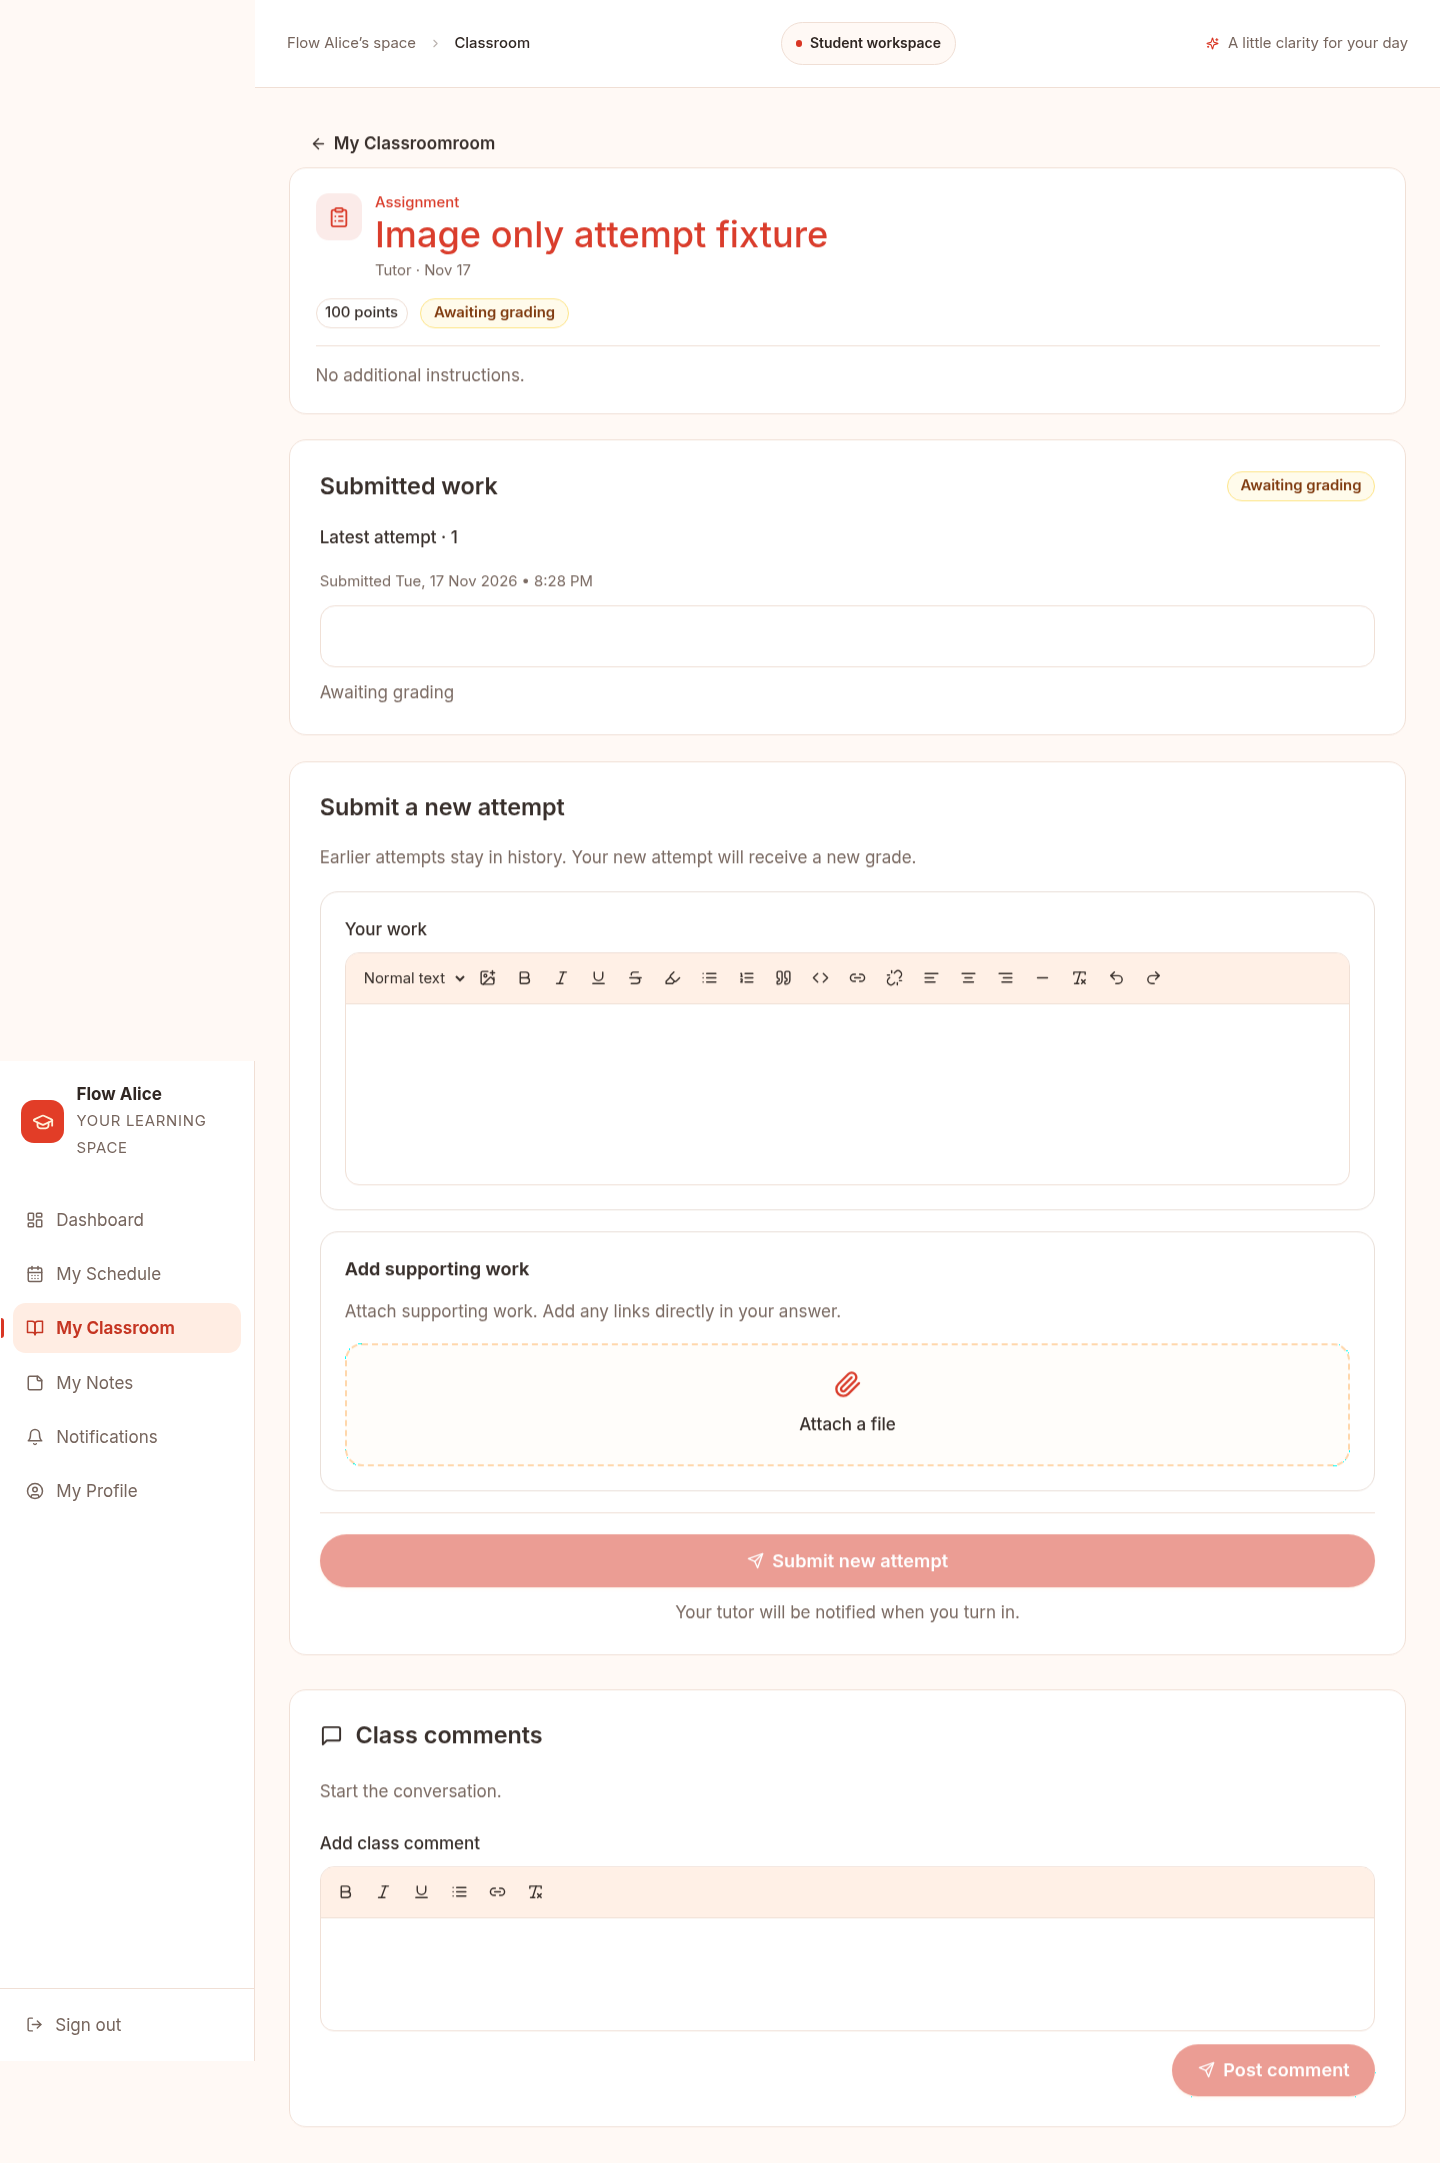 Flow Alice's space > Classroom
Student workspace
A little clarity for your day
My Classroomroom
Assignment
Image only attempt fixture
Tutor · Nov 17
100 points
Awaiting grading
No additional instructions.
Submitted work
Awaiting grading
Latest attempt · 1
Submitted Tue, 17 Nov 2026 • 8:28 PM
Awaiting grading
Submit a new attempt
Earlier attempts stay in history. Your new attempt will receive a new grade.
Your work
Normal text
Flow Alice
YOUR LEARNING
SPACE
Dashboard
My Schedule
My Classroom
My Notes
Notifications
My Profile
Sign out
Add supporting work
Attach supporting work. Add any links directly in your answer.
Attach a file
Submit new attempt
Your tutor will be notified when you turn in.
Class comments
Start the conversation.
Add class comment
Post comment